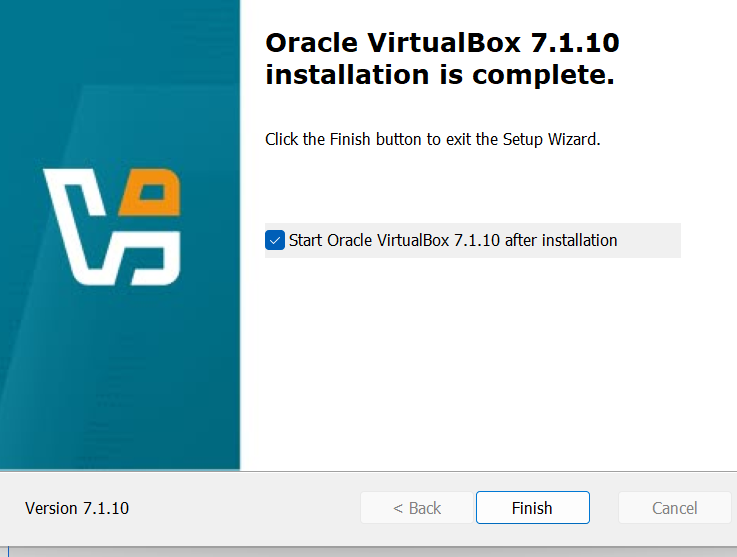 Oracle VirtualBox 7.1.10
installation is complete.
Click the Finish button to exit the Setup Wizard.
Start Oracle VirtualBox 7.1.10 after installation
Version 7.1.10
< Back
Finish
Cancel